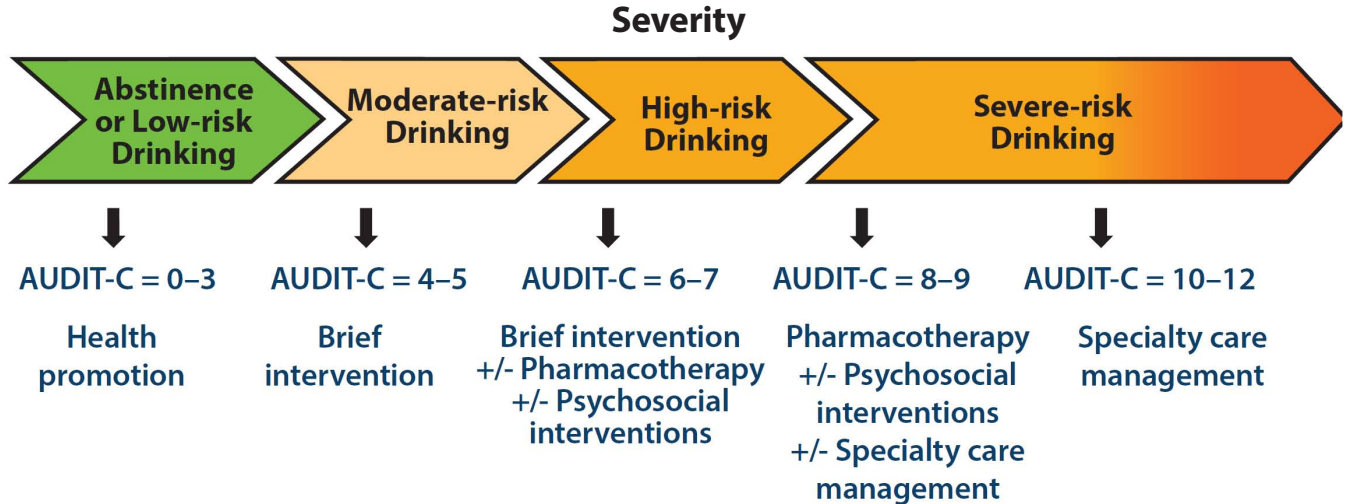 Severity
Abstinence
or Low-risk
Drinking
Moderate-risk
Drinking
High-risk
Drinking
Severe-risk
Drinking
AUDIT-C = 0–3
Health
promotion
AUDIT-C = 4–5
Brief
intervention
AUDIT-C = 6–7
Brief intervention
+/- Pharmacotherapy
+/- Psychosocial
interventions
AUDIT-C = 8–9
Pharmacotherapy
+/- Psychosocial
interventions
+/- Specialty care
management
AUDIT-C = 10–12
Specialty care
management